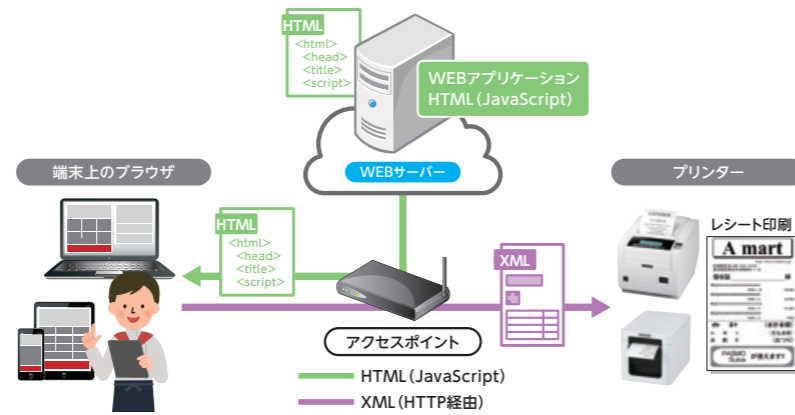 HTML
<html>
<head>
<title>
<script>
WEBアプリケーション
HTML(JavaScript)
WEBサーバー
端末上のブラウザ
プリンター
HTML
<html>
<head>
<title>
<script>
XML
レシート印刷
A mart
アクセスポイント
HTML(JavaScript)
XML(HTTP経由)